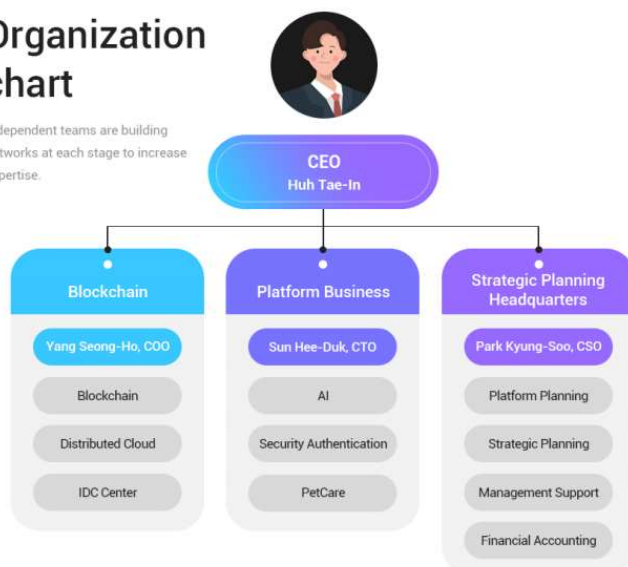 Organization
chart
dependent teams are building
tworks at each stage to increase
pertise.
CEO
Huh Tae-In
Blockchain
Yang Seong-Ho, COO
Blockchain
Distributed Cloud
IDC Center
Platform Business
Sun Hee-Duk, CTO
AI
Security Authentication
PetCare
Strategic Planning
Headquarters
Park Kyung-Soo, CSO
Platform Planning
Strategic Planning
Management Support
Financial Accounting